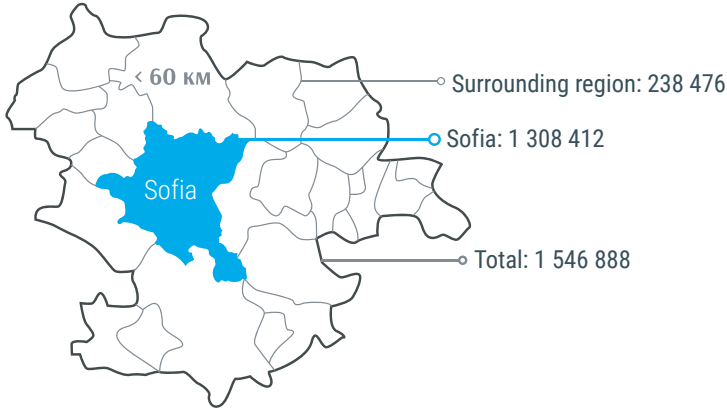 < 60 км
Surrounding region: 238 476
Sofia: 1 308 412
Sofia
Total: 1 546 888